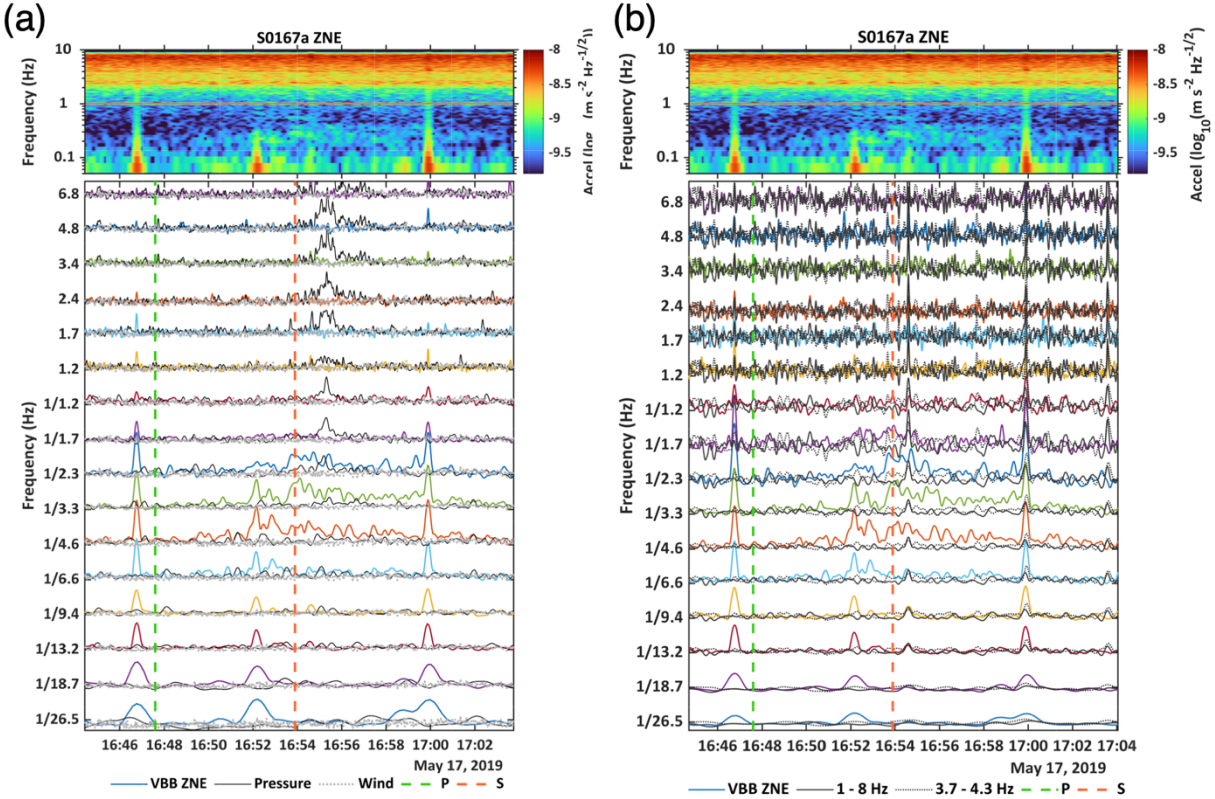 (a)
S0167a ZNE
10
1
0.1
Frequency (Hz)
-8
-8.5
-9
-9.5
Accel (log (m s-2 Hz-1/2))
6.8
4.8
3.4
2.4
1.7
1.2
1/1.2
1/1.7
1/2.3
1/3.3
1/4.6
1/6.6
1/9.4
1/13.2
1/18.7
1/26.5
Frequency (Hz)
16:46 16:48 16:50 16:52 16:54 16:56 16:58 17:00 17:02
May 17, 2019
VBB ZNE Pressure Wind P S
(b)
S0167a ZNE
10
1
0.1
Frequency (Hz)
-8
-8.5
-9
-9.5
Accel (log10(m s-2 Hz-1/2)
6.8
4.8
3.4
2.4
1.7
1.2
1/1.2
1/1.7
1/2.3
1/3.3
1/4.6
1/6.6
1/9.4
1/13.2
1/18.7
1/26.5
Frequency (Hz)
16:46 16:48 16:50 16:52 16:54 16:56 16:58 17:00 17:02 17:04
May 17, 2019
VBB ZNE 1 - 8 Hz 3.7 - 4.3 Hz P S